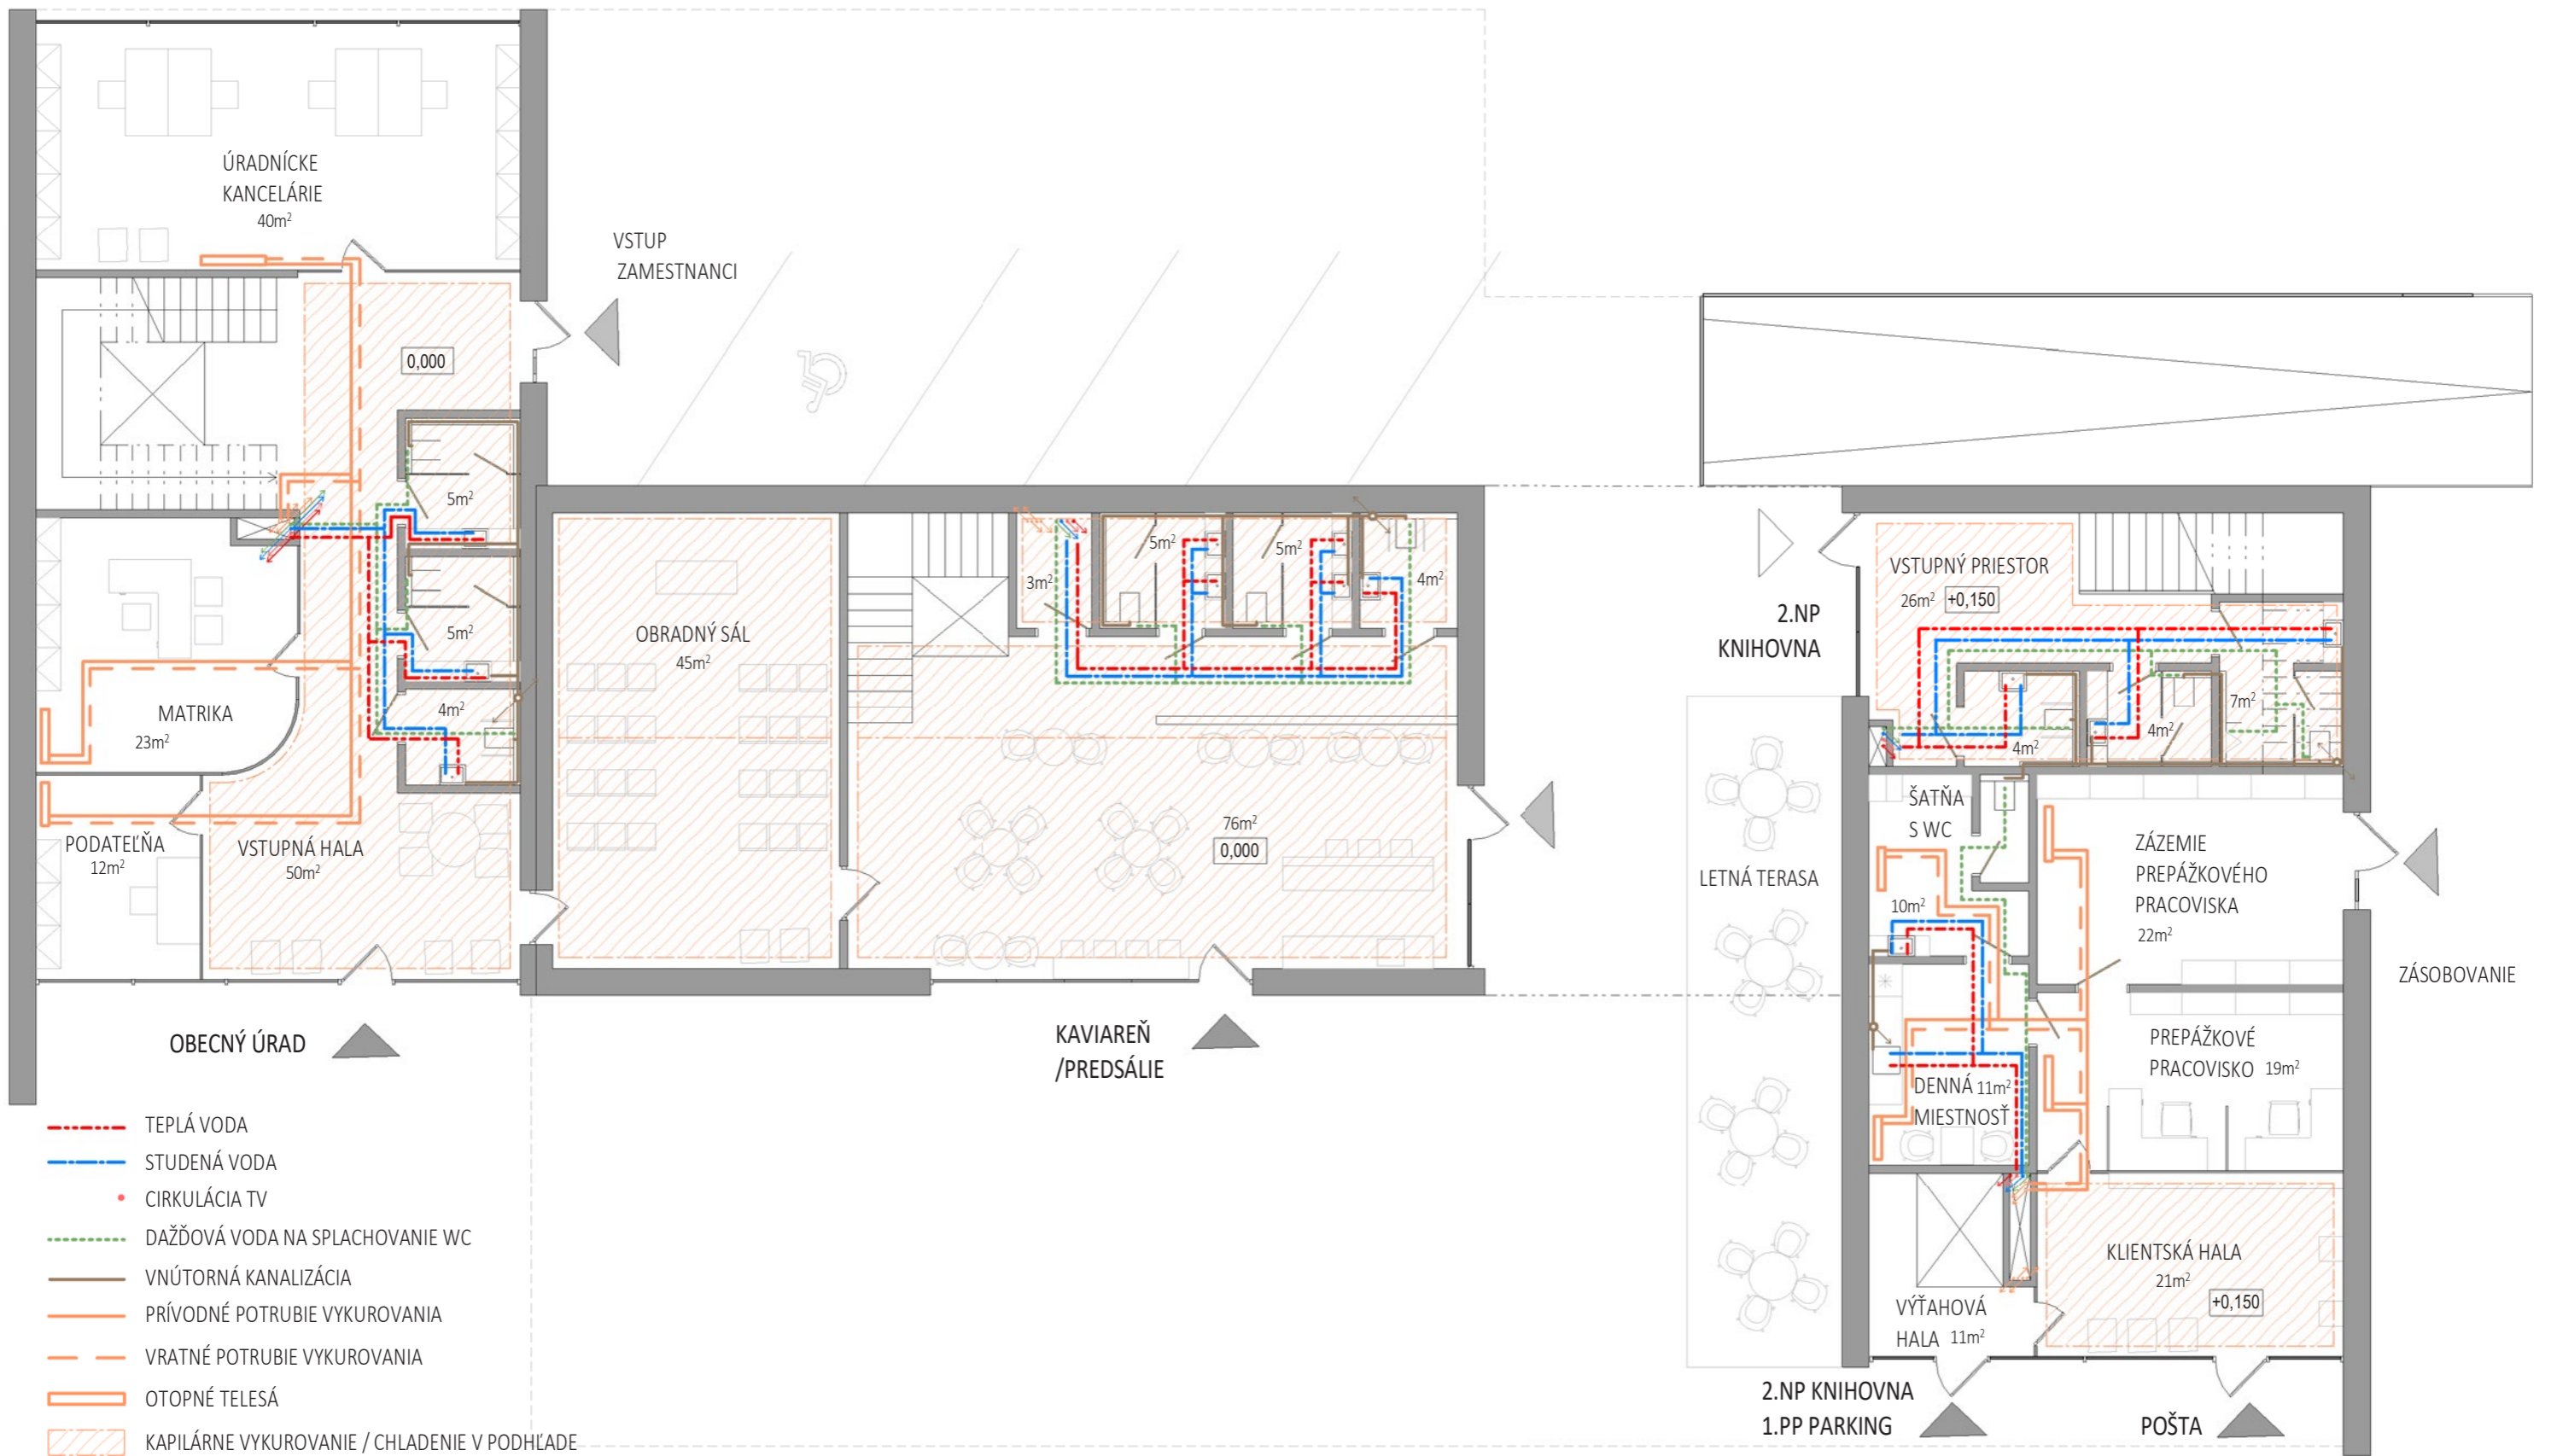 ÚRADNÍCKE
KANCELÁRIE
40m²
VSTUP
ZAMESTNANCI
0,000
5m²
5m²
4m²
MATRIKA
23m²
PODATEĽŇA
12m²
VSTUPNÁ HALA
50m²
OBECNÝ ÚRAD
OBRADNÝ SÁL
45m²
3m²
5m²
5m²
4m²
76m²
0,000
KAVIAREŇ
/PREDSÁLIE
2.NP
KNIHOVNA
VSTUPNÝ PRIESTOR
26m² +0,150
7m²
4m²
4m²
LETNÁ TERASA
ŠATŇA
S WC
10m²
ZÁZEMIE
PREPÁŽKOVÉHO
PRACOVISKA
22m²
ZÁSOBOVANIE
PREPÁŽKOVÉ
PRACOVISKO 19m²
DENNÁ 11m²
MIESTNOSŤ
KLIENTSKÁ HALA
21m²
+0,150
VÝŤAHOVÁ
HALA 11m²
2.NP KNIHOVNA
1.PP PARKING
POŠTA
TEPLÁ VODA
STUDENÁ VODA
CIRKULÁCIA TV
DAŽĎOVÁ VODA NA SPLACHOVANIE WC
VNÚTORNÁ KANALIZÁCIA
PRÍVODNÉ POTRUBIE VYKUROVANIA
VRATNÉ POTRUBIE VYKUROVANIA
OTOPNÉ TELESÁ
KAPILÁRNE VYKUROVANIE / CHLADENIE V PODHĽADE